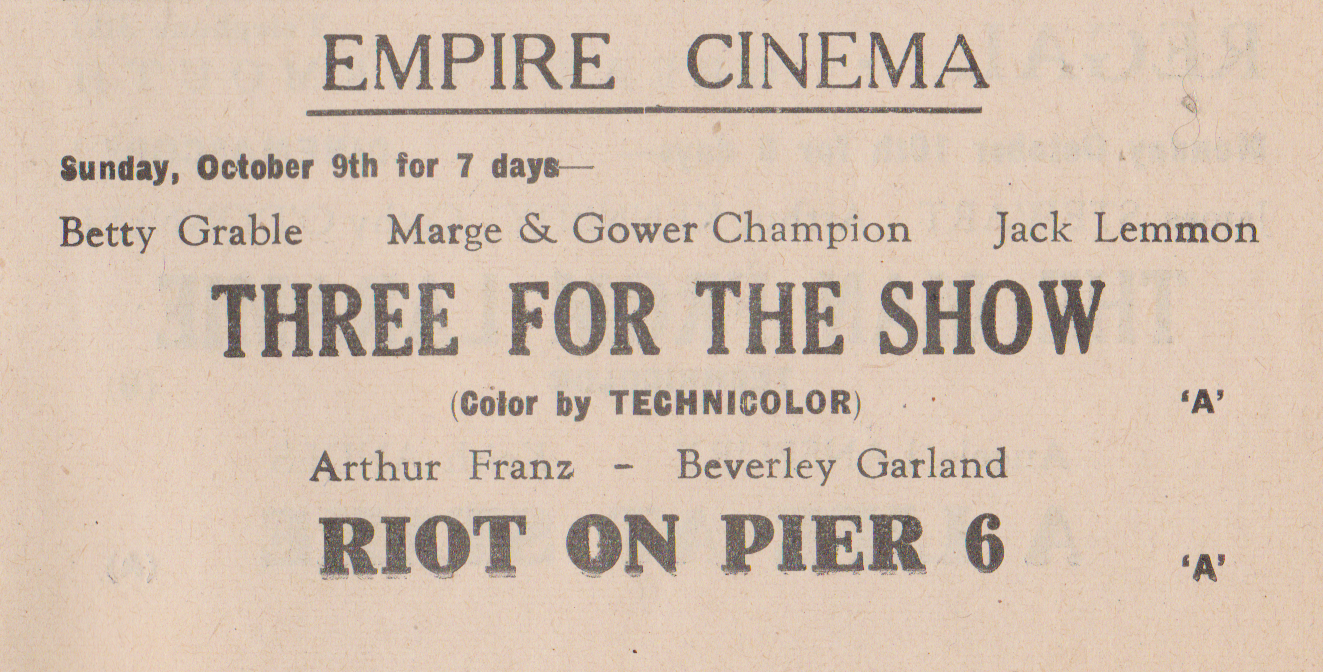 EMPIRE CINEMA
Sunday, October 9th for 7 days—
Betty Grable Marge & Gower Champion Jack Lemmon
THREE FOR THE SHOW
(Color by TECHNICOLOR) ‘A’
Arthur Franz - Beverley Garland
RIOT ON PIER 6 ‘A’